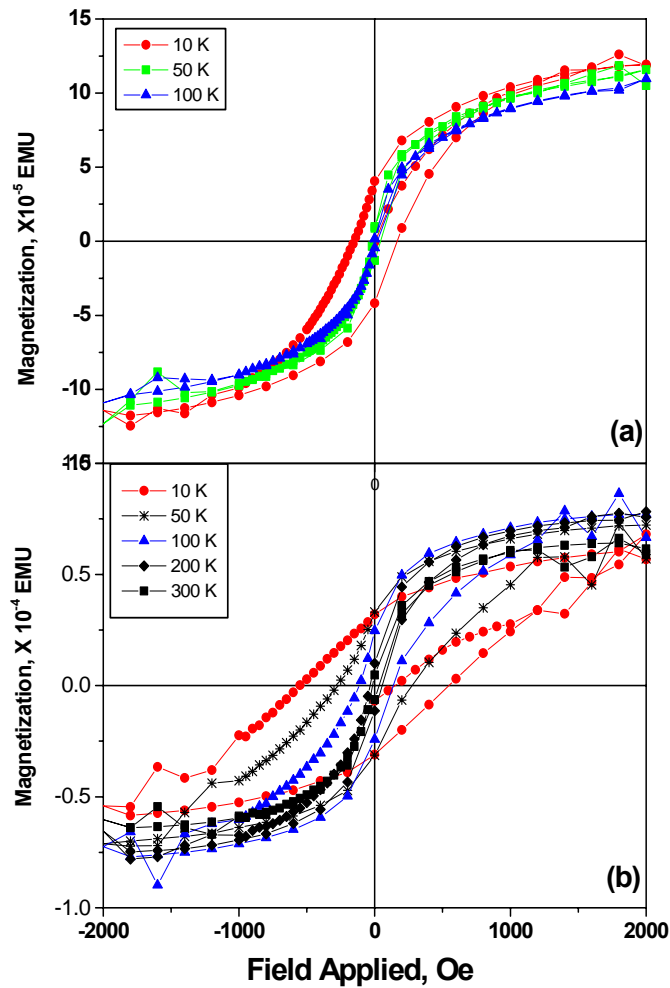 15
10
5
0
-5
-10
-15
Magnetization, X10-5 EMU
10 K
50 K
100 K
(a)
0
0.5
0.0
-0.5
-1.0
Magnetization, X 10-4 EMU
10 K
50 K
100 K
200 K
300 K
(b)
-2000 -1000 0 1000 2000
Field Applied, Oe